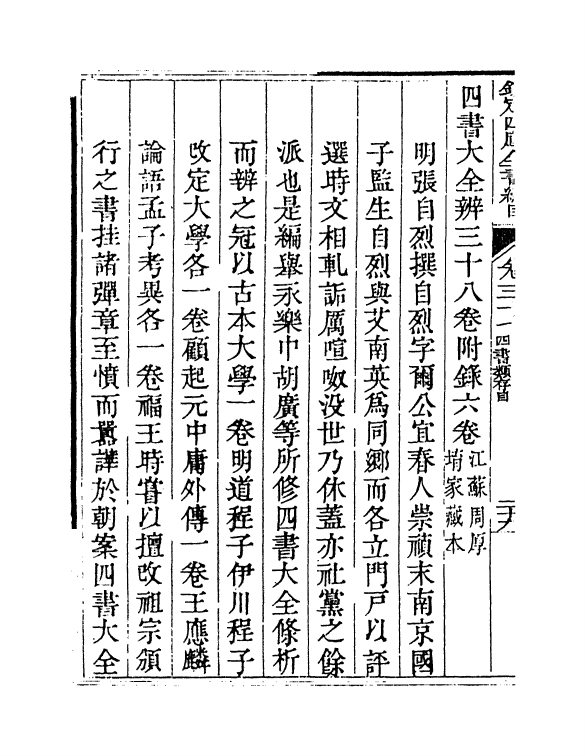 欽定四庫全書總目 卷三十 四書類存目 二十六
四書大全辨三十八卷附錄六卷 江蘇周厚堉家藏本
明張自烈撰自烈字爾公宜春人崇禎末南京國
子監生自烈與艾南英爲同鄉而各立門戶以評
選時文相軋詬厲喧呶没世乃休蓋亦社黨之餘
派也是編舉永樂中胡廣等所修四書大全條析
而辨之冠以古本大學一卷明道程子伊川程子
改定大學各一卷顧起元中庸外傳一卷王應麟
論語孟子考異各一卷福王時嘗以擅改祖宗頒
行之書挂諸彈章至憤而囂譁於朝案四書大全